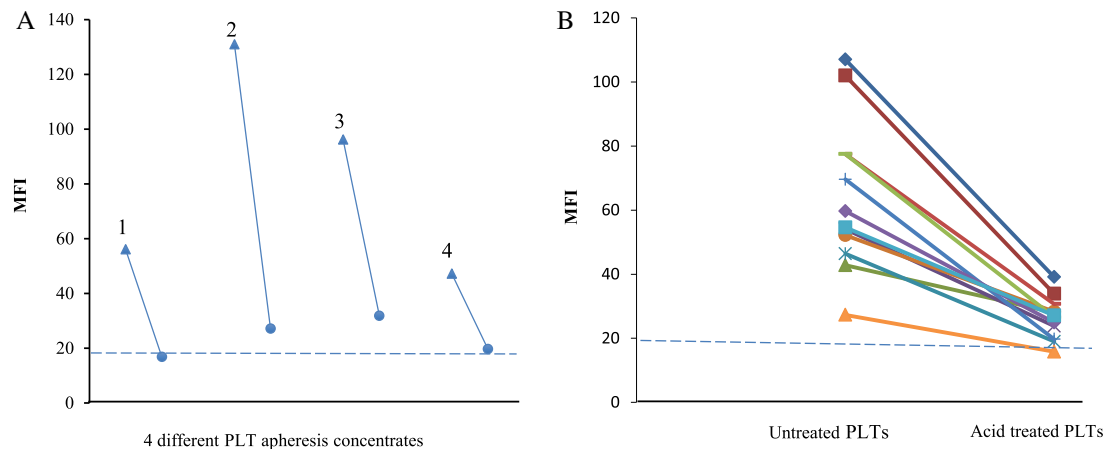 A
140
120
100
80
60
40
20
0
MFI
1
2
3
4
4 different PLT apheresis concentrates
B
120
100
80
60
40
20
0
MFI
Untreated PLTs
Acid treated PLTs